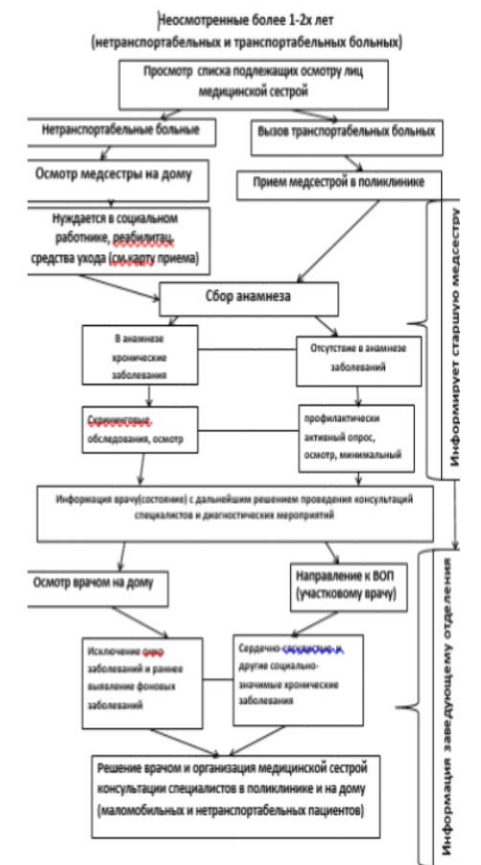 Неосмотренные более 1-2х лет
(нетранспортабельных и транспортабельных больных)
Просмотр списка подлежащих осмотру лиц
медицинской сестрой
Нетранспортабельные больные
Вызов транспортабельных больных
Осмотр медсестры на дому
Прием медсестрой в поликлинике
Нуждается в социальном
работнике, реабилитац.
средства ухода (см.карту приема)
Сбор анамнеза
В анамнезе
хронические
заболевания
Отсутствие в анамнезе
заболеваний
Скрининговые,
обследования, осмотр
профилактически
активный опрос,
осмотр, минимальный
Информирует старшую медсестру
Информация врачу(состояние) с дальнейшим решением проведения консультаций
специалистов и диагностических мероприятий
Осмотр врачом на дому
Направление к ВОП
(участковому врачу)
Исключение онко
заболеваний и раннее
выявление фоновых
заболеваний
Сердечно-сосудистые и
другие социально-
значимые хронические
заболевания
Информация заведующему отделения
Решение врачом и организация медицинской сестрой
консультации специалистов в поликлинике и на дому
(маломобильных и нетранспортабельных пациентов)